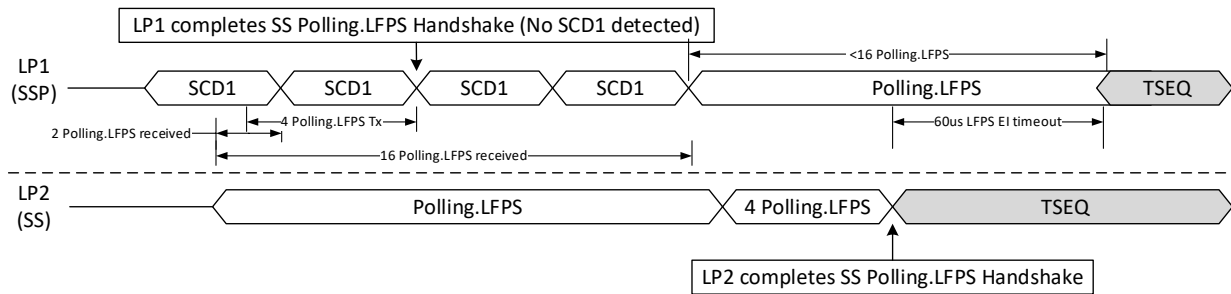 LP1 completes SS Polling.LFPS Handshake (No SCD1 detected)
<16 Polling.LFPS
LP1
(SSP)
SCD1
SCD1
SCD1
SCD1
Polling.LFPS
TSEQ
2 Polling.LFPS received
4 Polling.LFPS Tx
60us LFPS EI timeout
16 Polling.LFPS received
LP2
(SS)
Polling.LFPS
4 Polling.LFPS
TSEQ
LP2 completes SS Polling.LFPS Handshake